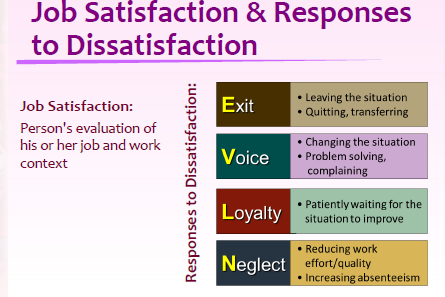 Job Satisfaction & Responses
to Dissatisfaction
Job Satisfaction:
Person's evaluation of
his or her job and work
context
Responses to Dissatisfaction:
Exit
• Leaving the situation
• Quitting, transferring
Voice
• Changing the situation
• Problem solving,
complaining
Loyalty
• Patiently waiting for the
situation to improve
Neglect
• Reducing work
effort/quality
• Increasing absenteeism